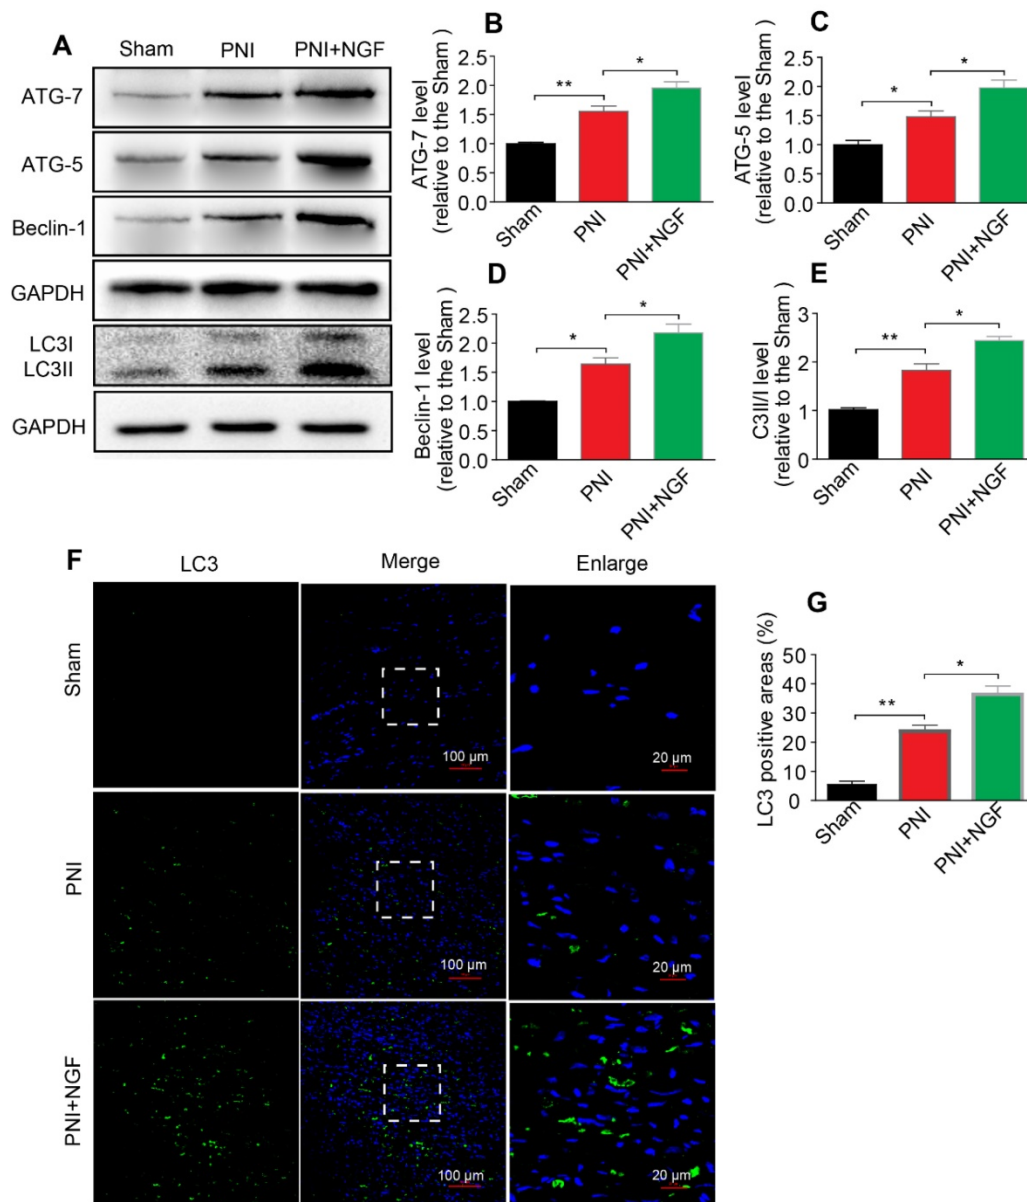 A
Sham PNI PNI+NGF
ATG-7
ATG-5
Beclin-1
GAPDH
LC3I
LC3II
GAPDH
B
ATG-7 level
(relative to the Sham )
2.5
2.0
1.5
1.0
0.5
0.0
**
*
Sham
PNI
PNI+NGF
C
ATG-5 level
(relative to the Sham )
2.5
2.0
1.5
1.0
0.5
0.0
*
*
Sham
PNI
PNI+NGF
D
Beclin-1 level
(relative to the Sham )
2.5
2.0
1.5
1.0
0.5
0.0
*
*
Sham
PNI
PNI+NGF
E
C3II/I level
(relative to the Sham )
3
2
1
0
**
*
Sham
PNI
PNI+NGF
F
LC3 Merge Enlarge
Sham
100 µm
20 µm
PNI
100 µm
20 µm
PNI+NGF
100 µm
20 µm
G
LC3 positive areas (%)
50
40
30
20
10
0
**
*
Sham
PNI
PNI+NGF